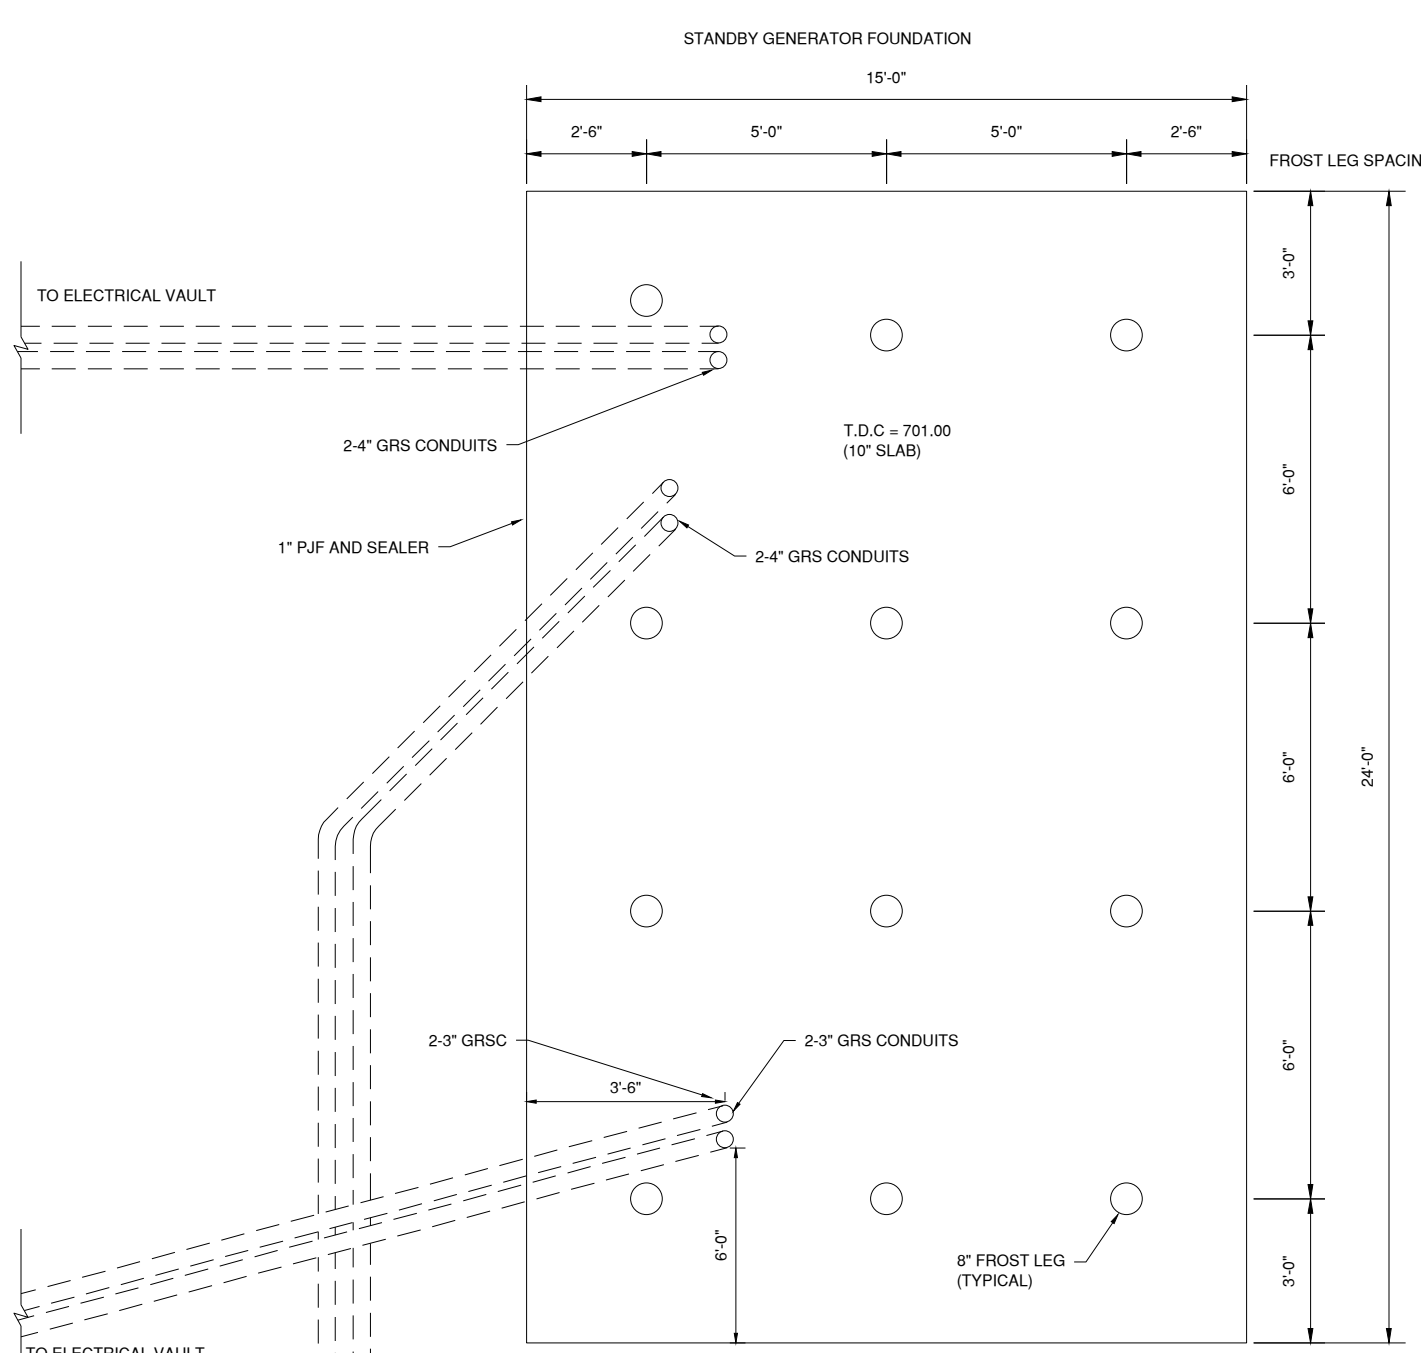 STANDBY GENERATOR FOUNDATION
15'-0"
2'-6"
5'-0"
5'-0"
2'-6"
FROST LEG SPACIN
3'-0"
TO ELECTRICAL VAULT
2-4" GRS CONDUITS
T.D.C = 701.00
(10" SLAB)
6'-0"
1" PJF AND SEALER
2-4" GRS CONDUITS
6'-0"
24'-0"
2-3" GRSC
2-3" GRS CONDUITS
6'-0"
3'-6"
6'-0"
8" FROST LEG
(TYPICAL)
3'-0"
TO ELECTRICAL VAULT